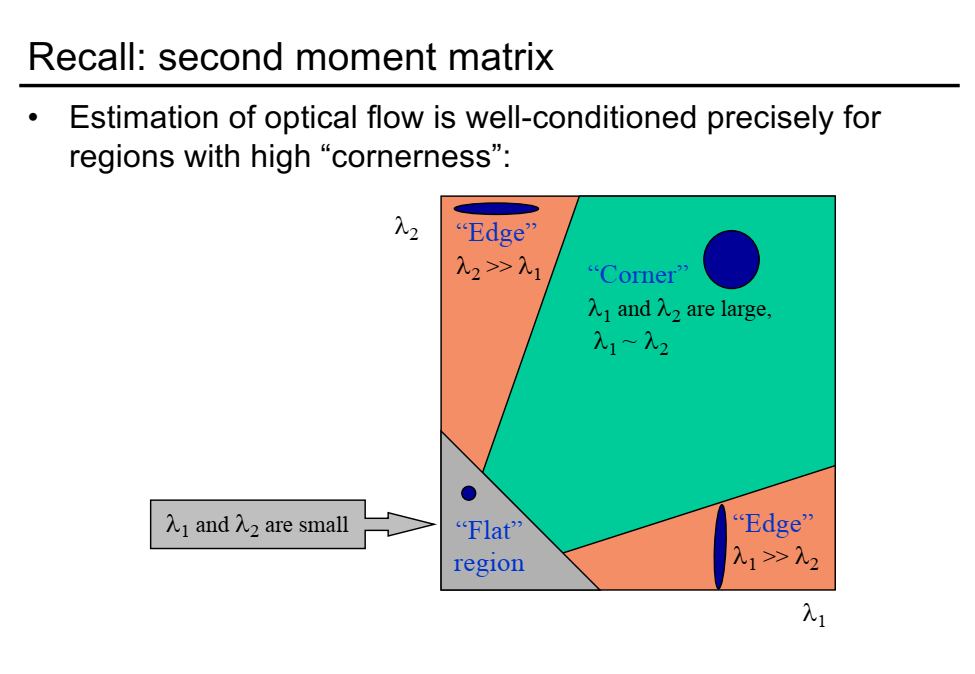 Recall: second moment matrix
• Estimation of optical flow is well-conditioned precisely for
regions with high “cornerness”:
λ2
“Edge”
λ2 >> λ1
“Corner”
λ1 and λ2 are large,
λ1 ~ λ2
λ1 and λ2 are small
“Flat”
region
“Edge”
λ1 >> λ2
λ1